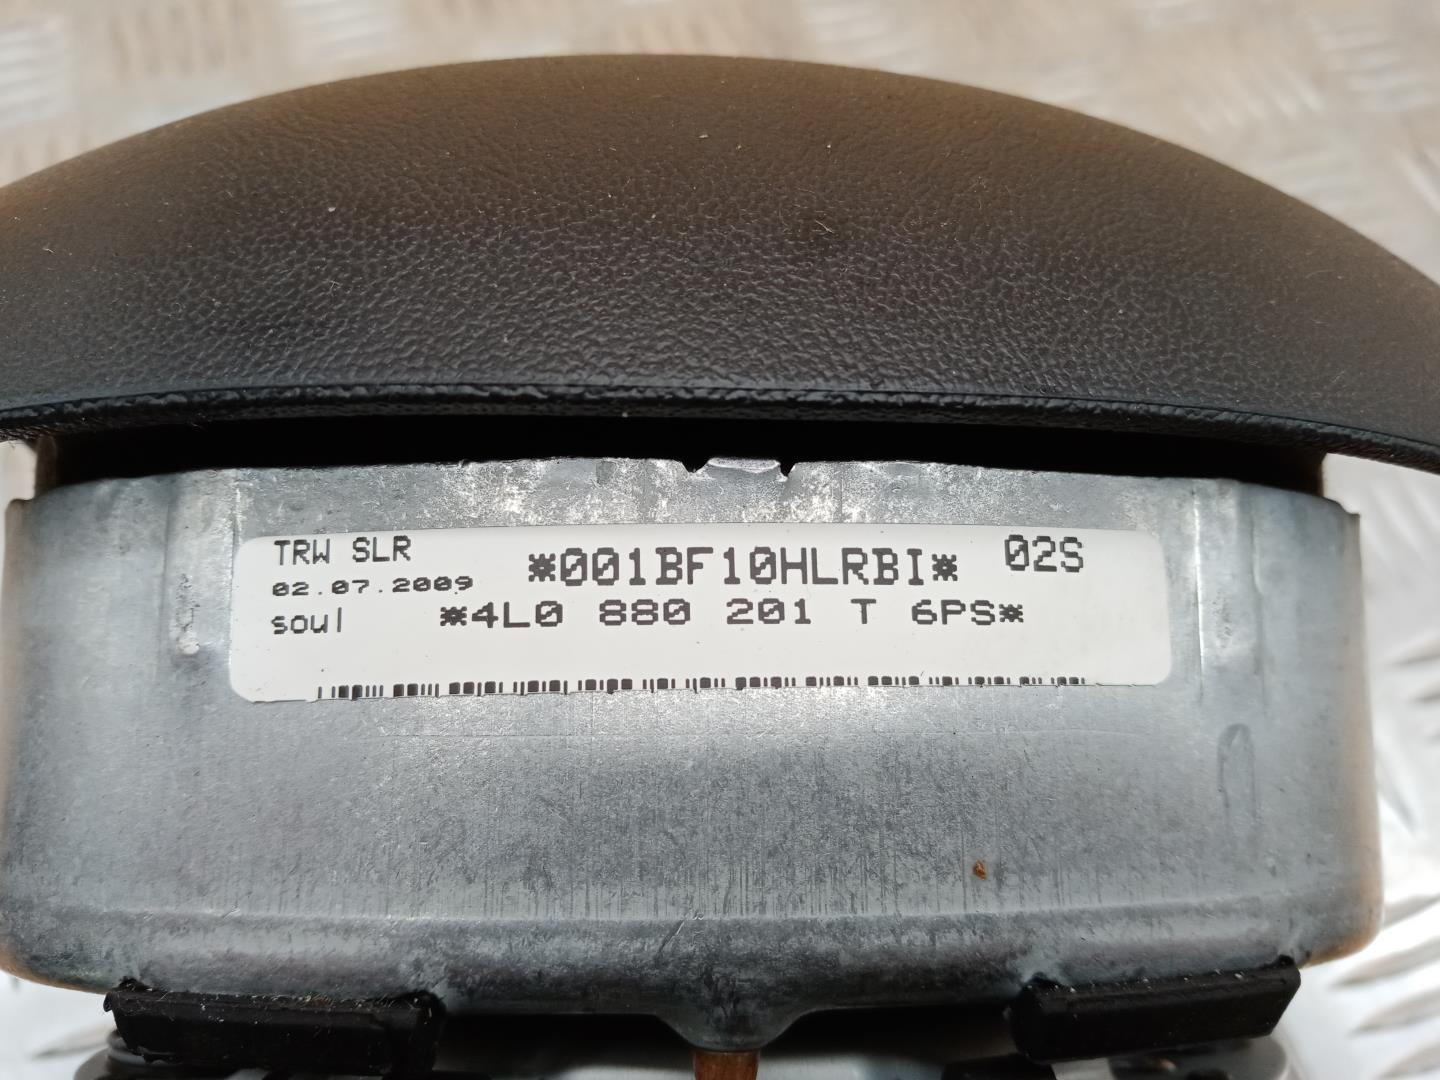 TRW SLR *001BF10HLRBI* 02S
02.07.2009
soul *4L0 880 201 T 6PS*